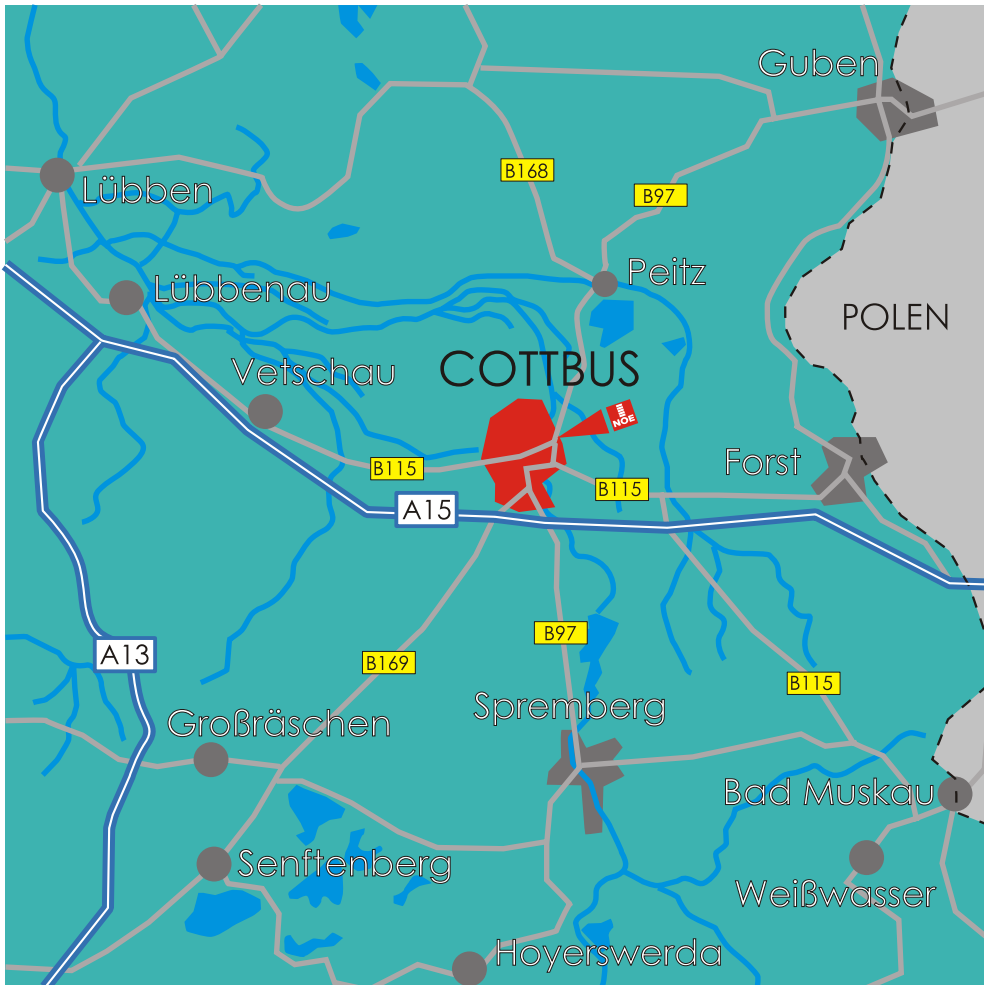 Guben
B168
Lübben
B97
Peitz
Lübbenau
POLEN
COTTBUS
Vetschau
NOE
Forst
B115
B115
A15
B97
A13
B169
B115
Spremberg
Großräschen
Bad Muskau
Senftenberg
Weißwasser
Hoyerswerda